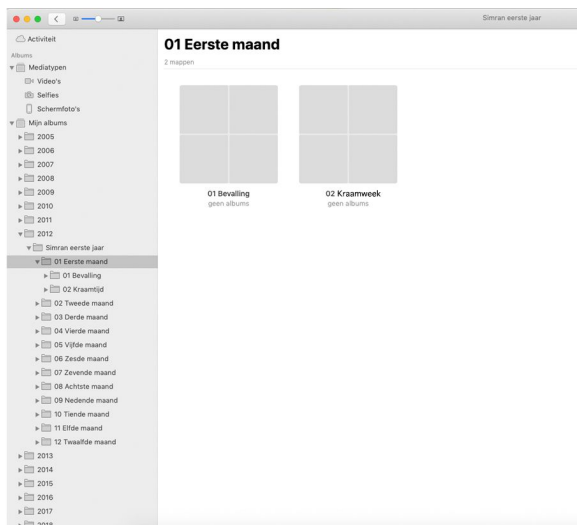 Simran eerste jaar
Activiteit
Albums
Mediatypen
Video's
Selfies
Schermfoto's
Mijn albums
2005
2006
2007
2008
2009
2010
2011
2012
Simran eerste jaar
01 Eerste maand
01 Bevalling
02 Kraamtijd
02 Tweede maand
03 Derde maand
04 Vierde maand
05 Vijfde maand
06 Zesde maand
07 Zevende maand
08 Achtste maand
09 Nedende maand
10 Tiende maand
11 Elfde maand
12 Twaalfde maand
2013
2014
2015
2016
2017
2018
01 Eerste maand
2 mappen
01 Bevalling
geen albums
02 Kraamweek
geen albums